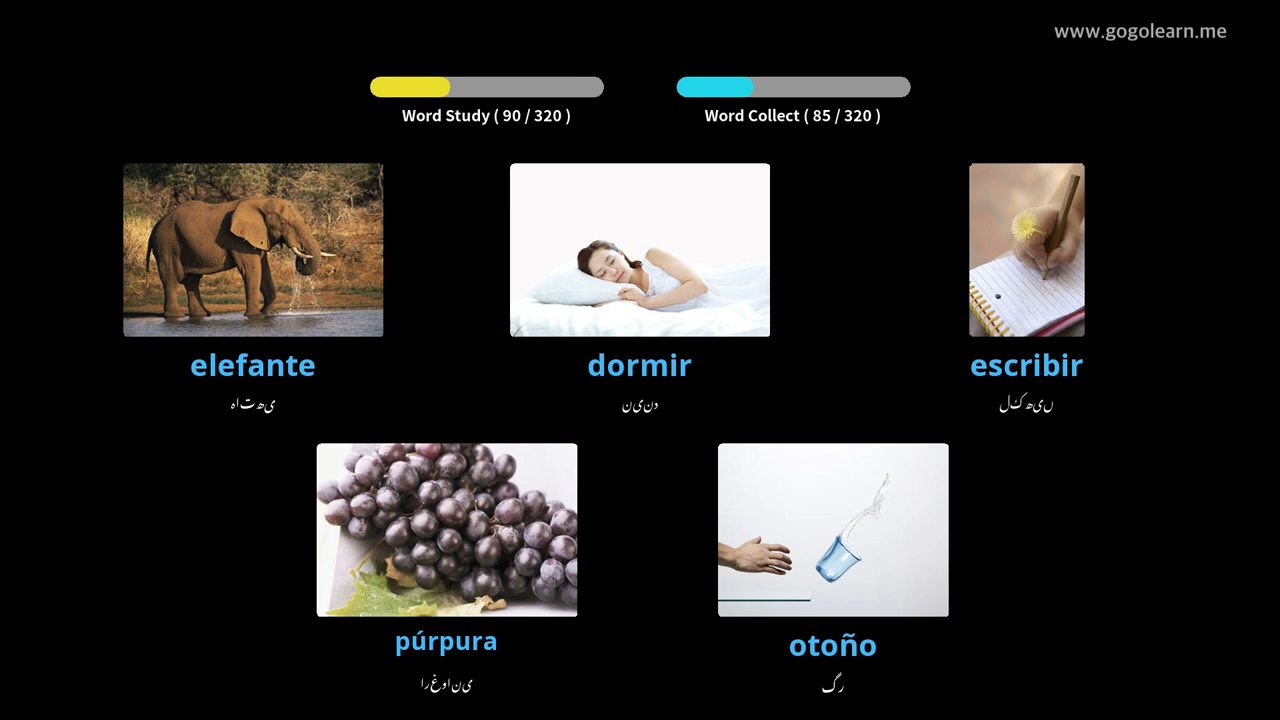 www.gogolearn.me
Word Study ( 90 / 320 )
Word Collect ( 85 / 320 )
elefante
ہاتھی
dormir
نیند
escribir
لکھیں
púrpura
ارغوانی
otoño
گر